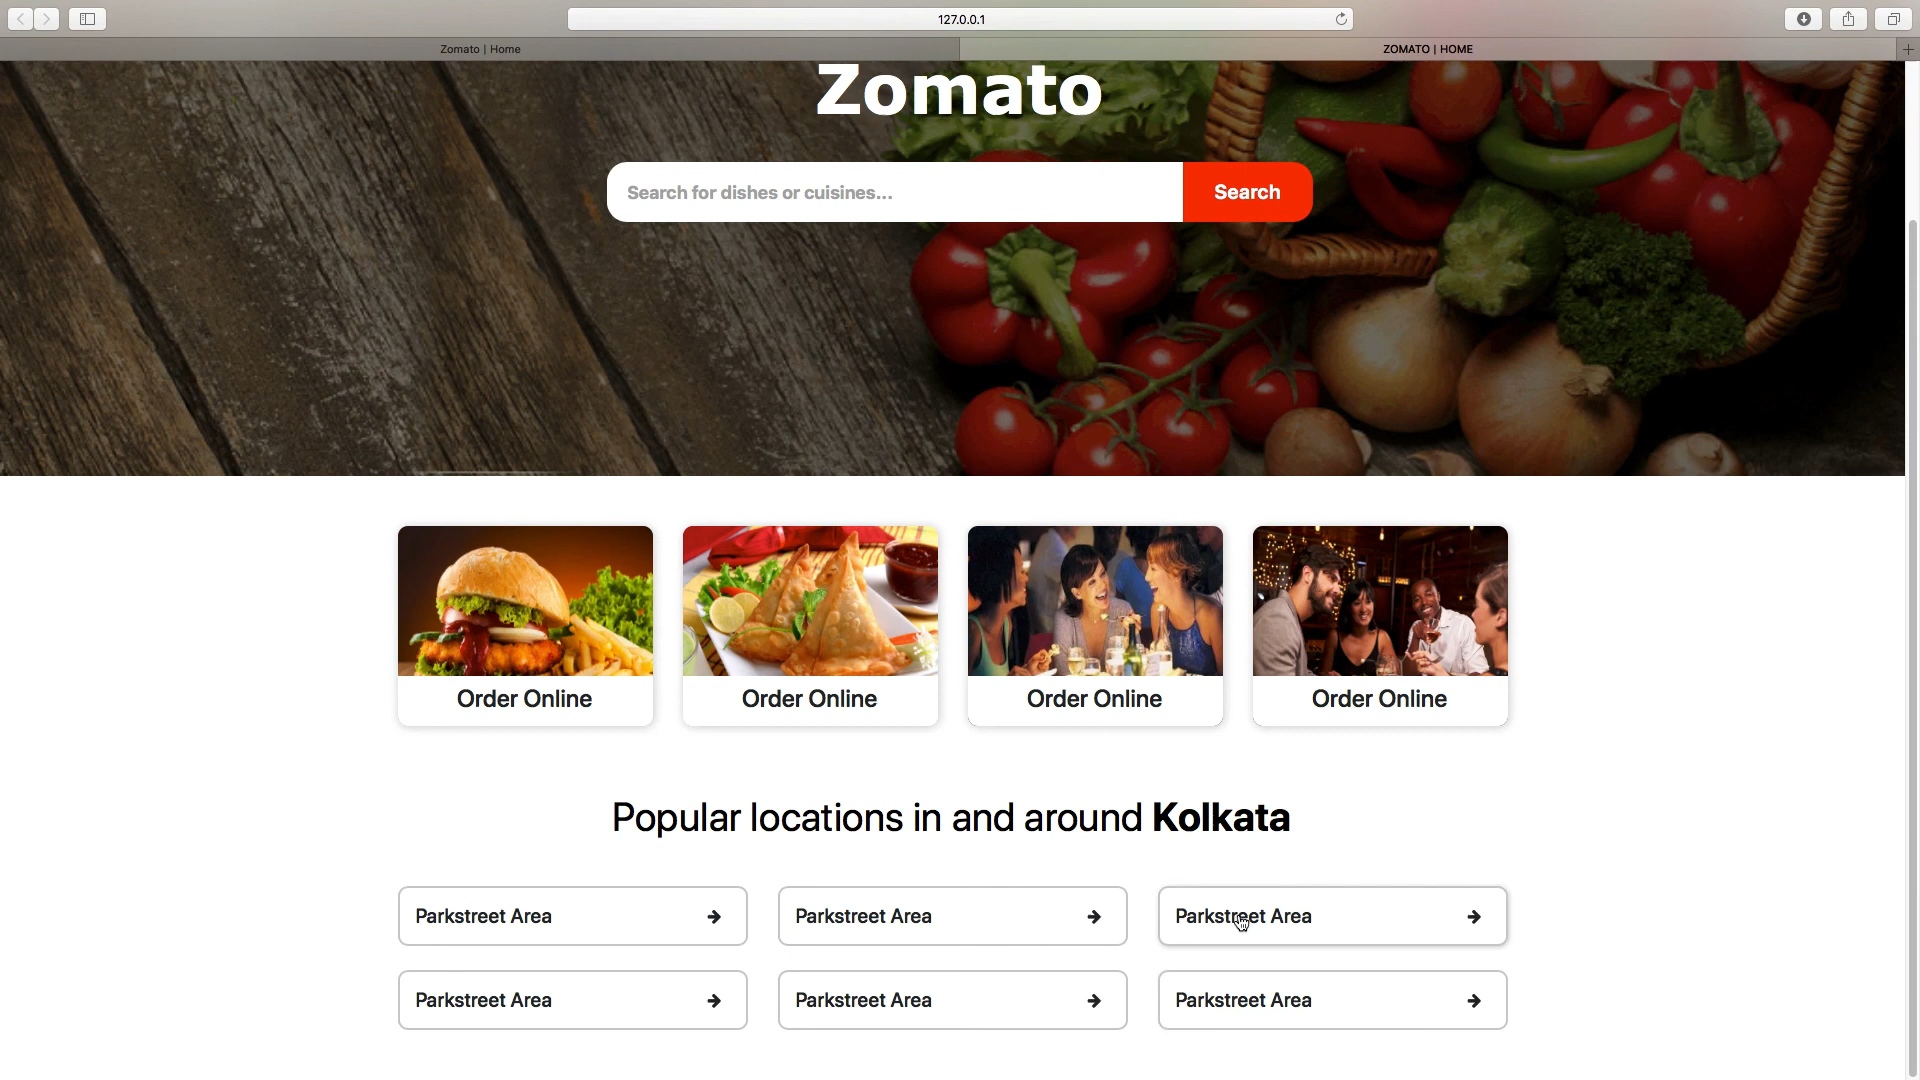 127.0.0.1
Zomato | Home
ZOMATO | HOME
Zomato
Search for dishes or cuisines...
Search
Order Online
Order Online
Order Online
Order Online
Popular locations in and around Kolkata
Parkstreet Area
Parkstreet Area
Parkstreet Area
Parkstreet Area
Parkstreet Area
Parkstreet Area